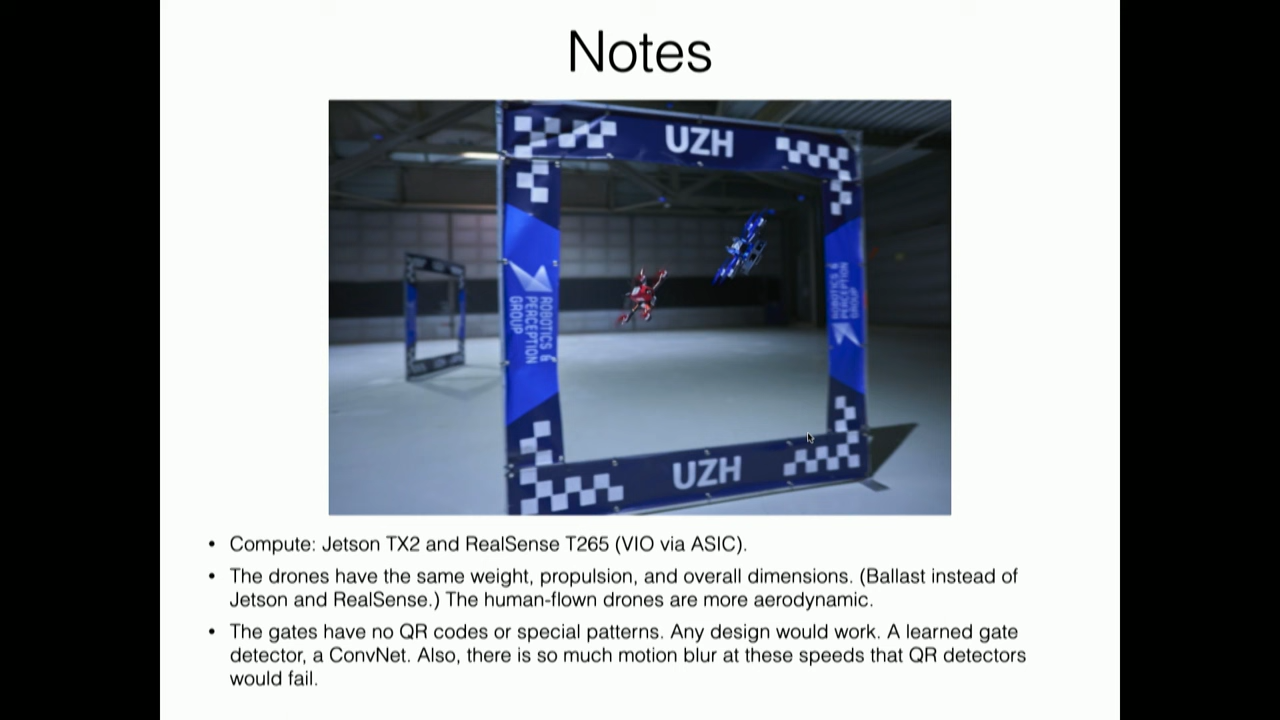 Notes
UZH
ROBOTICS &
PERCEPTION
GROUP
ROBOTICS &
PERCEPTION
GROUP
UZH
• Compute: Jetson TX2 and RealSense T265 (VIO via ASIC).
• The drones have the same weight, propulsion, and overall dimensions. (Ballast instead of
Jetson and RealSense.) The human-flown drones are more aerodynamic.
• The gates have no QR codes or special patterns. Any design would work. A learned gate
detector, a ConvNet. Also, there is so much motion blur at these speeds that QR detectors
would fail.